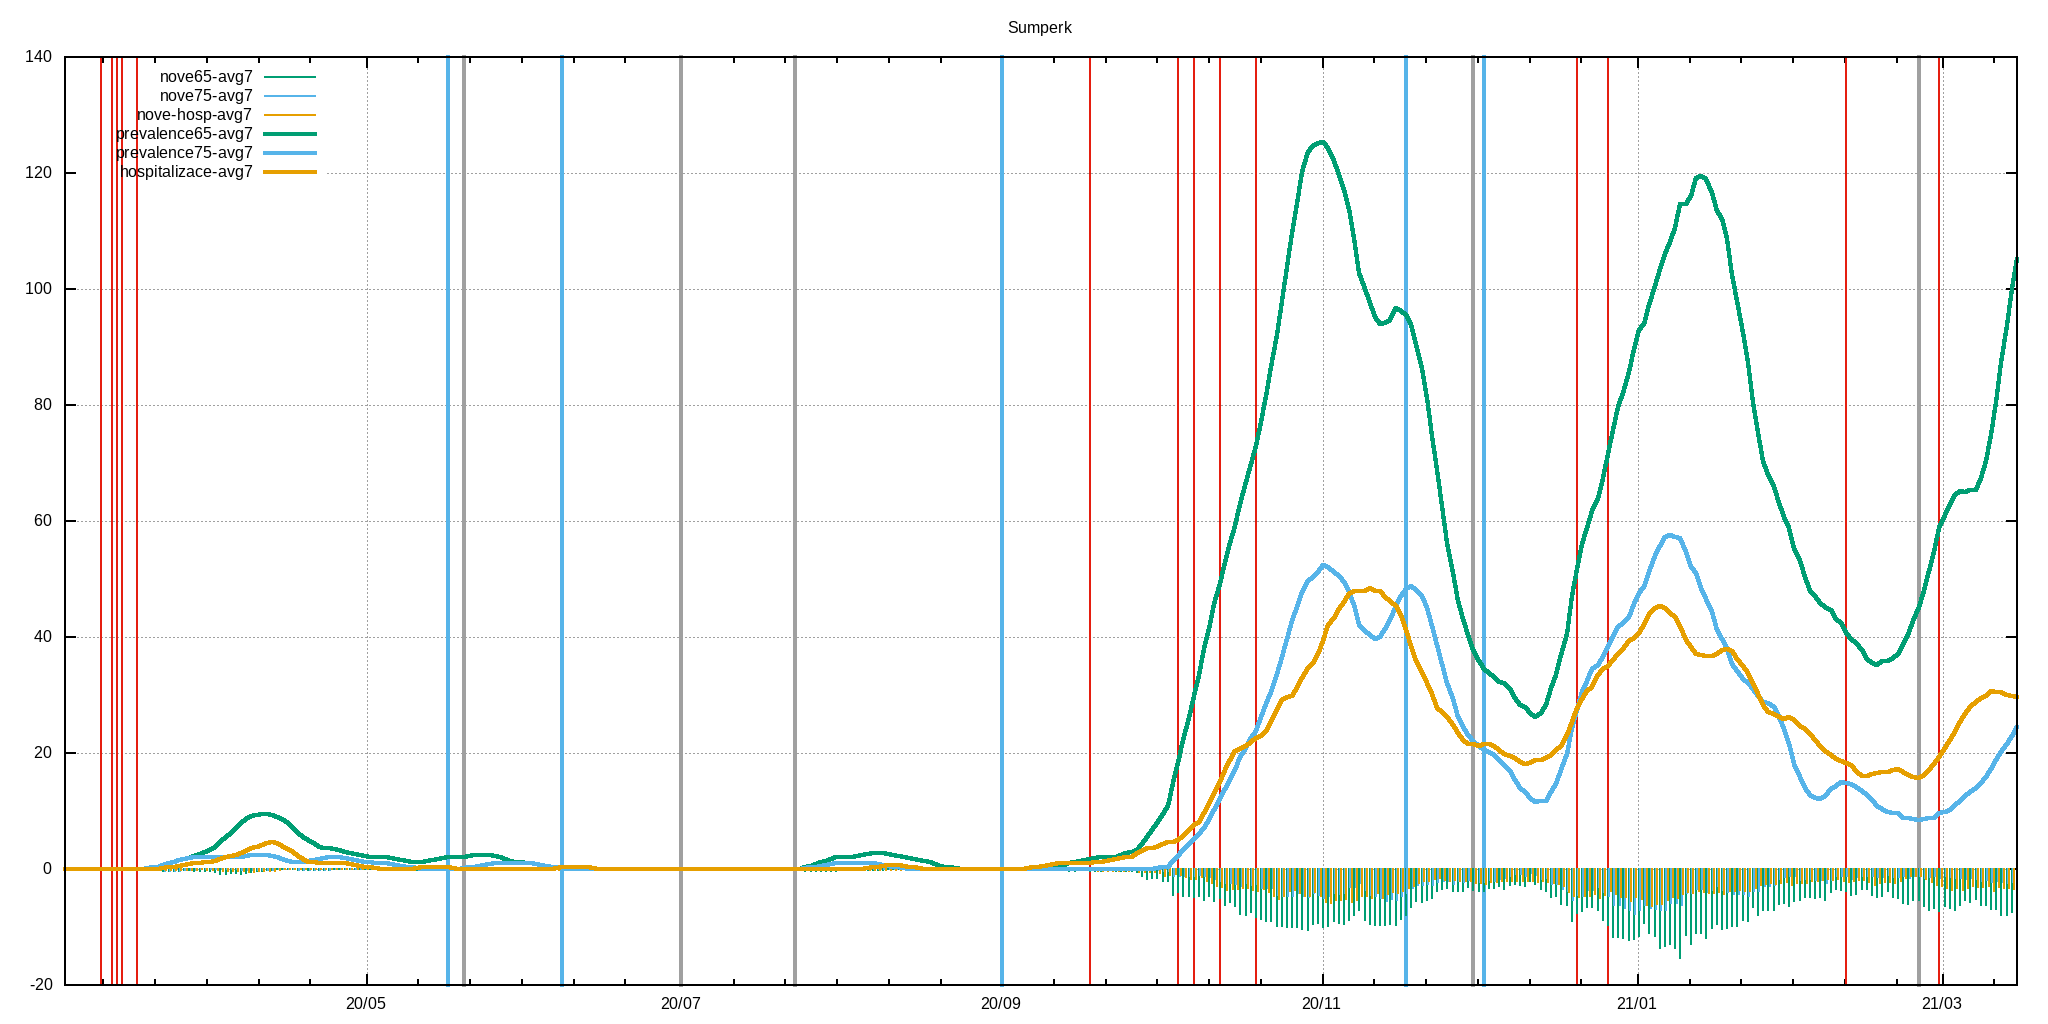 Sumperk
140
120
100
80
60
40
20
0
-20
nove65-avg7
nove75-avg7
nove-hosp-avg7
prevalence65-avg7
prevalence75-avg7
hospitalizace-avg7
20/05 20/07 20/09 20/11 21/01 21/03